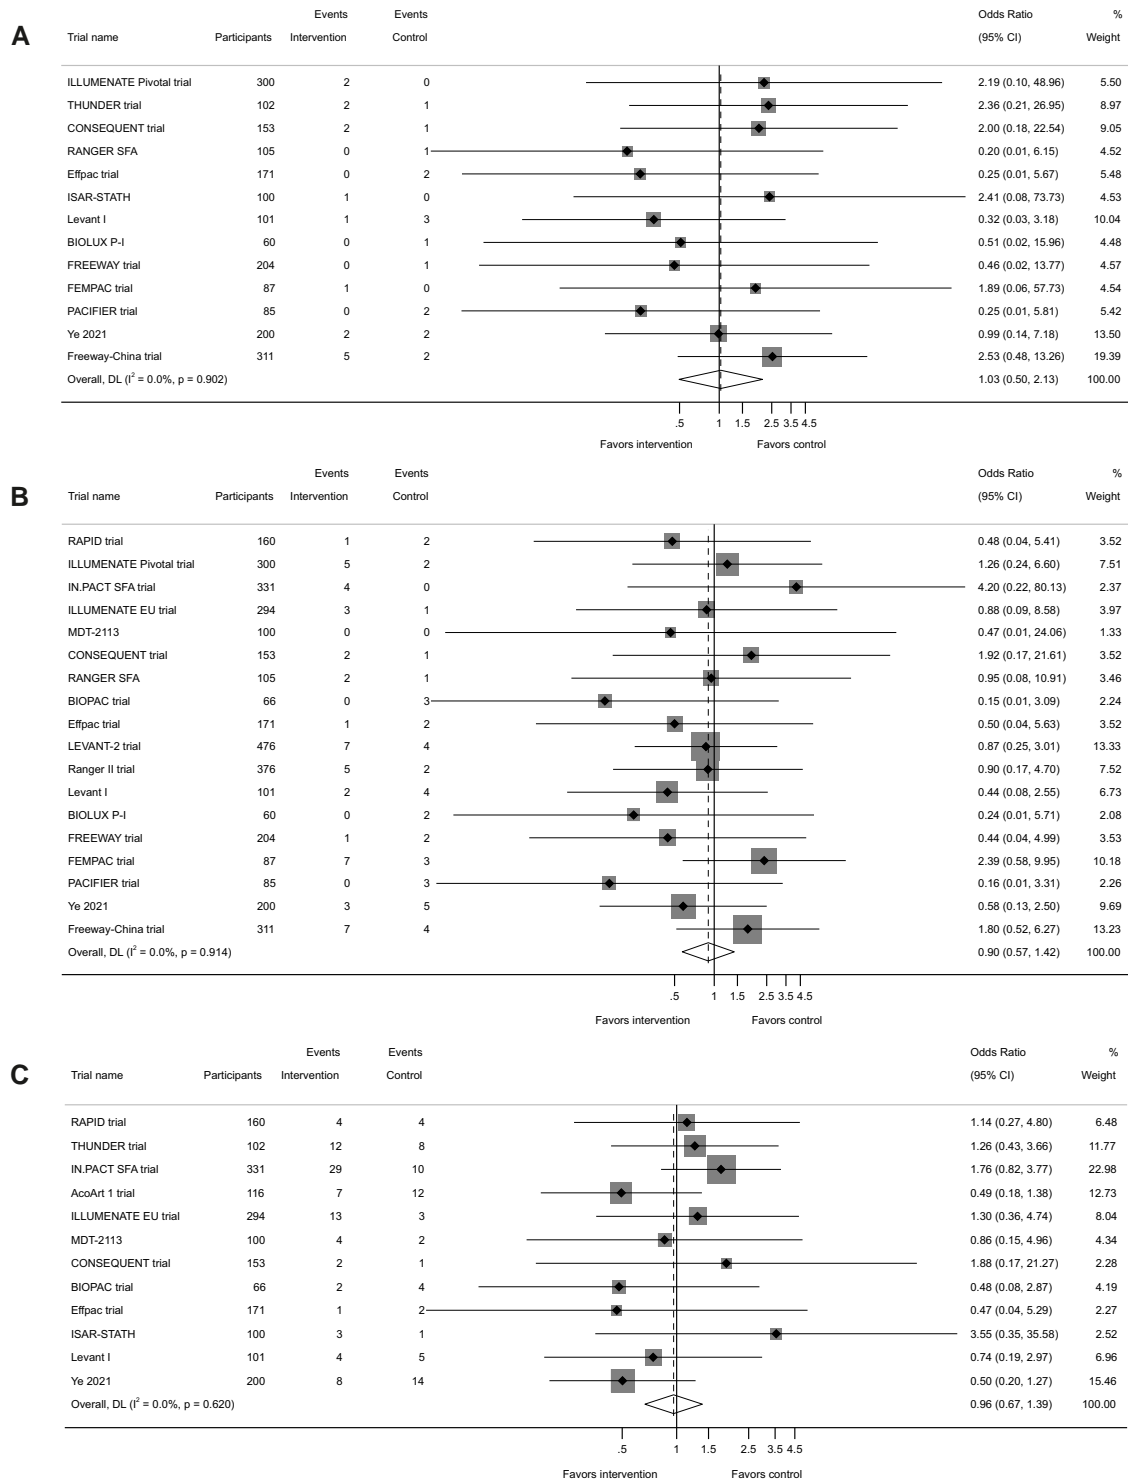 A
Events Events Odds Ratio %
Trial name Participants Intervention Control (95% CI) Weight
ILLUMENATE Pivotal trial 300 2 0 2.19 (0.10, 48.96) 5.50
THUNDER trial 102 2 1 2.36 (0.21, 26.95) 8.97
CONSEQUENT trial 153 2 1 2.00 (0.18, 22.54) 9.05
RANGER SFA 105 0 1 0.20 (0.01, 6.15) 4.52
Effpac trial 171 0 2 0.25 (0.01, 5.67) 5.48
ISAR-STATH 100 1 0 2.41 (0.08, 73.73) 4.53
Levant I 101 1 3 0.32 (0.03, 3.18) 10.04
BIOLUX P-I 60 0 1 0.51 (0.02, 15.96) 4.48
FREEWAY trial 204 0 1 0.46 (0.02, 13.77) 4.57
FEMPAC trial 87 1 0 1.89 (0.06, 57.73) 4.54
PACIFIER trial 85 0 2 0.25 (0.01, 5.81) 5.42
Ye 2021 200 2 2 0.99 (0.14, 7.18) 13.50
Freeway-China trial 311 5 2 2.53 (0.48, 13.26) 19.39
Overall, DL (I² = 0.0%, p = 0.902) 1.03 (0.50, 2.13) 100.00
.5 1 1.5 2.5 3.5 4.5
Favors intervention Favors control
B
Events Events Odds Ratio %
Trial name Participants Intervention Control (95% CI) Weight
RAPID trial 160 1 2 0.48 (0.04, 5.41) 3.52
ILLUMENATE Pivotal trial 300 5 2 1.26 (0.24, 6.60) 7.51
IN.PACT SFA trial 331 4 0 4.20 (0.22, 80.13) 2.37
ILLUMENATE EU trial 294 3 1 0.88 (0.09, 8.58) 3.97
MDT-2113 100 0 0 0.47 (0.01, 24.06) 1.33
CONSEQUENT trial 153 2 1 1.92 (0.17, 21.61) 3.52
RANGER SFA 105 2 1 0.95 (0.08, 10.91) 3.46
BIOPAC trial 66 0 3 0.15 (0.01, 3.09) 2.24
Effpac trial 171 1 2 0.50 (0.04, 5.63) 3.52
LEVANT-2 trial 476 7 4 0.87 (0.25, 3.01) 13.33
Ranger II trial 376 5 2 0.90 (0.17, 4.70) 7.52
Levant I 101 2 4 0.44 (0.08, 2.55) 6.73
BIOLUX P-I 60 0 2 0.24 (0.01, 5.71) 2.08
FREEWAY trial 204 1 2 0.44 (0.04, 4.99) 3.53
FEMPAC trial 87 7 3 2.39 (0.58, 9.95) 10.18
PACIFIER trial 85 0 3 0.16 (0.01, 3.31) 2.26
Ye 2021 200 3 5 0.58 (0.13, 2.50) 9.69
Freeway-China trial 311 7 4 1.80 (0.52, 6.27) 13.23
Overall, DL (I² = 0.0%, p = 0.914) 0.90 (0.57, 1.42) 100.00
.5 1 1.5 2.5 3.5 4.5
Favors intervention Favors control
C
Events Events Odds Ratio %
Trial name Participants Intervention Control (95% CI) Weight
RAPID trial 160 4 4 1.14 (0.27, 4.80) 6.48
THUNDER trial 102 12 8 1.26 (0.43, 3.66) 11.77
IN.PACT SFA trial 331 29 10 1.76 (0.82, 3.77) 22.98
AcoArt 1 trial 116 7 12 0.49 (0.18, 1.38) 12.73
ILLUMENATE EU trial 294 13 3 1.30 (0.36, 4.74) 8.04
MDT-2113 100 4 2 0.86 (0.15, 4.96) 4.34
CONSEQUENT trial 153 2 1 1.88 (0.17, 21.27) 2.28
BIOPAC trial 66 2 4 0.48 (0.08, 2.87) 4.19
Effpac trial 171 1 2 0.47 (0.04, 5.29) 2.27
ISAR-STATH 100 3 1 3.55 (0.35, 35.58) 2.52
Levant I 101 4 5 0.74 (0.19, 2.97) 6.96
Ye 2021 200 8 14 0.50 (0.20, 1.27) 15.46
Overall, DL (I² = 0.0%, p = 0.620) 0.96 (0.67, 1.39) 100.00
.5 1 1.5 2.5 3.5 4.5
Favors intervention Favors control